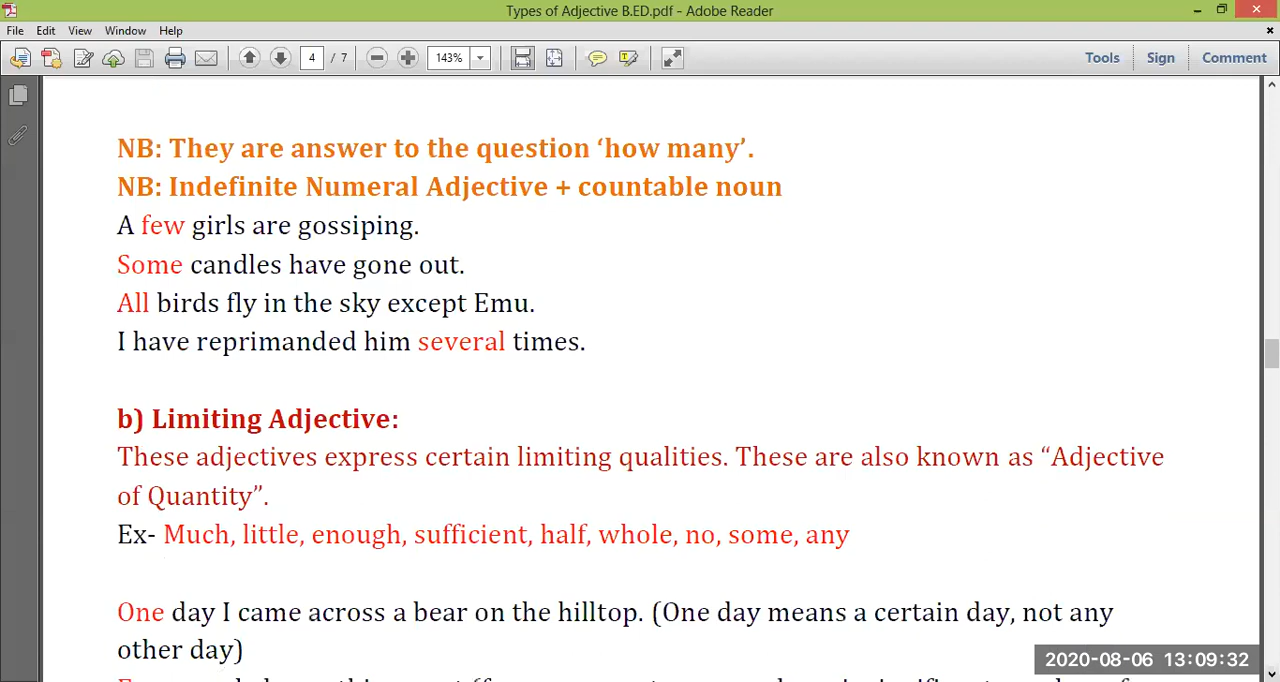 Types of Adjective B.ED.pdf - Adobe Reader
File Edit View Window Help
4 / 7 143% Tools Sign Comment
NB: They are answer to the question ‘how many’.
NB: Indefinite Numeral Adjective + countable noun
A few girls are gossiping.
Some candles have gone out.
All birds fly in the sky except Emu.
I have reprimanded him several times.
b) Limiting Adjective:
These adjectives express certain limiting qualities. These are also known as “Adjective
of Quantity”.
Ex- Much, little, enough, sufficient, half, whole, no, some, any
One day I came across a bear on the hilltop. (One day means a certain day, not any
other day)
2020-08-06 13:09:32